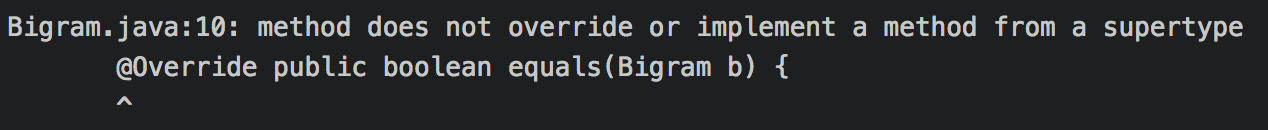 Bigram.java:10: method does not override or implement a method from a supertype
@Override public boolean equals(Bigram b) {
^